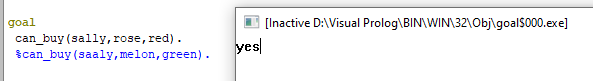 goal
can_buy(sally,rose,red).
%can_buy(saaly,melon,green).
[Inactive D:\Visual Prolog\BIN\WIN\32\Obj\goal$000.exe]
yes